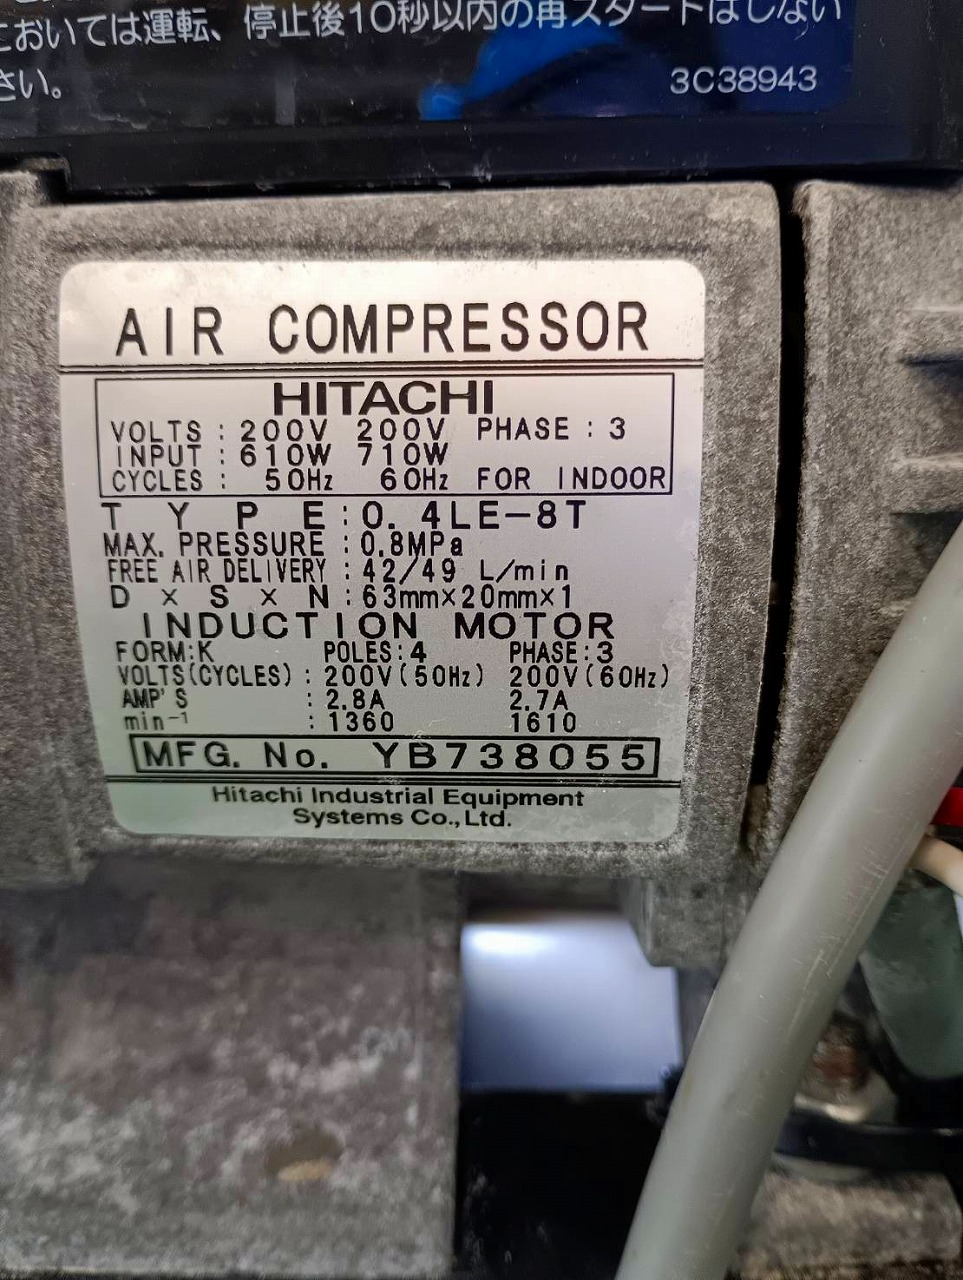 においては運転、停止後10秒以内の再スタートはしない
さい。
3C38943
AIR COMPRESSOR
HITACHI
VOLTS : 200V 200V PHASE : 3
INPUT : 610W 710W
CYCLES : 50Hz 60Hz FOR INDOOR
TYPE : 0.4LE-8T
MAX. PRESSURE : 0.8MPa
FREE AIR DELIVERY : 42/49 L/min
D × S × N : 63mm×20mm×1
INDUCTION MOTOR
FORM:K POLES:4 PHASE:3
VOLTS(CYCLES) : 200V(50Hz) 200V(60Hz)
AMP'S : 2.8A 2.7A
min⁻¹ : 1360 1610
MFG. No. YB738055
Hitachi Industrial Equipment
Systems Co.,Ltd.